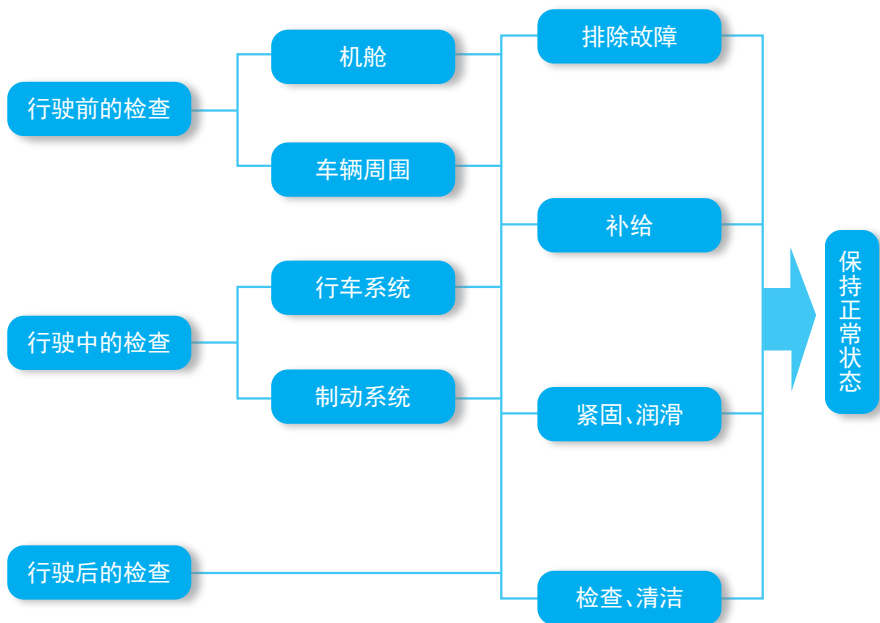 行驶前的检查
机舱
车辆周围
行驶中的检查
行车系统
制动系统
行驶后的检查
排除故障
补给
紧固、润滑
检查、清洁
保持正常状态